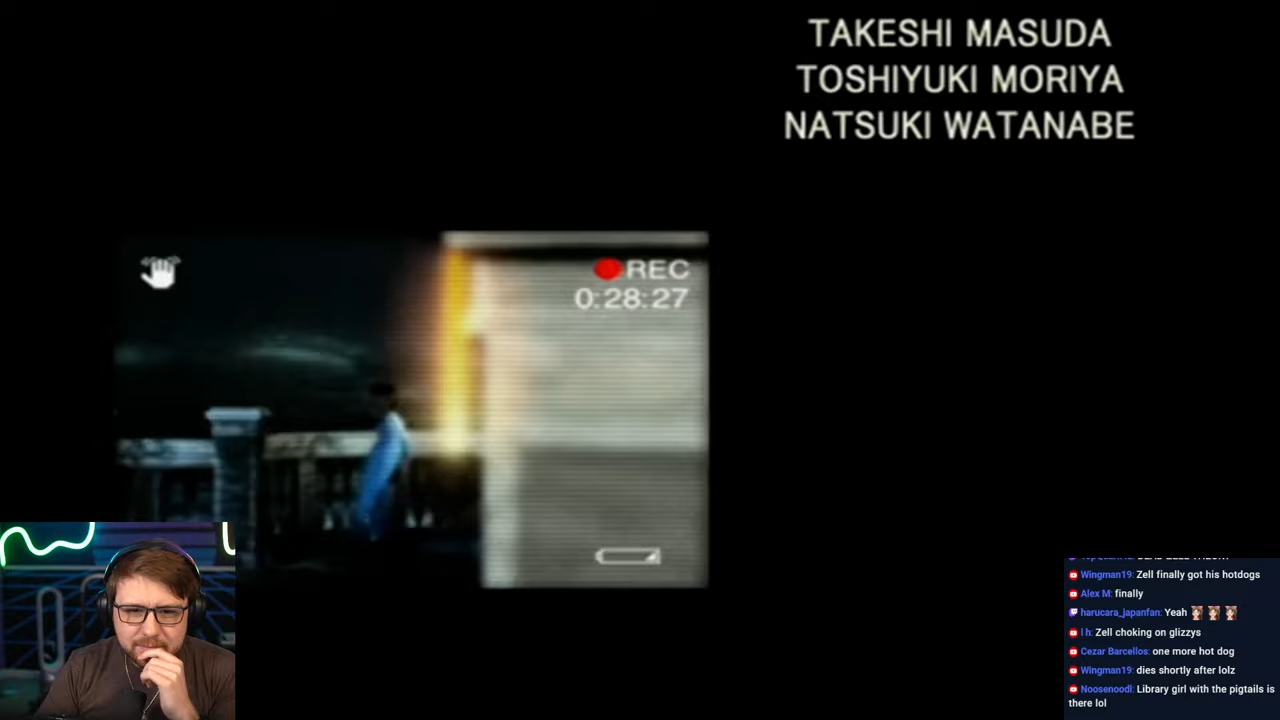 TAKESHI MASUDA
TOSHIYUKI MORIYA
NATSUKI WATANABE
REC
0:28:27
Wingman19: Zell finally got his hotdogs
Alex M: finally
harucara_japanfan: Yeah
l h: Zell choking on glizzys
Cezar Barcellos: one more hot dog
Wingman19: dies shortly after lolz
Noosenoodl: Library girl with the pigtails is
there lol